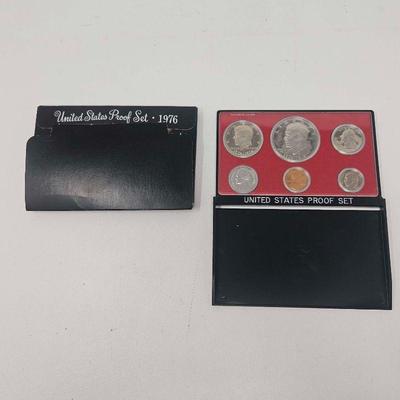 United States Proof Set • 1976
UNITED STATES PROOF SET